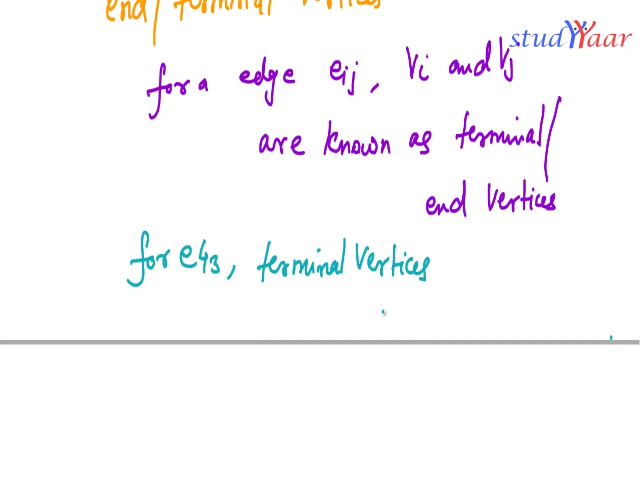 end/terminal vertices
studYYaar
for a edge eij, Vi and Vj
are known as terminal/
end vertices
for e43, terminal vertices